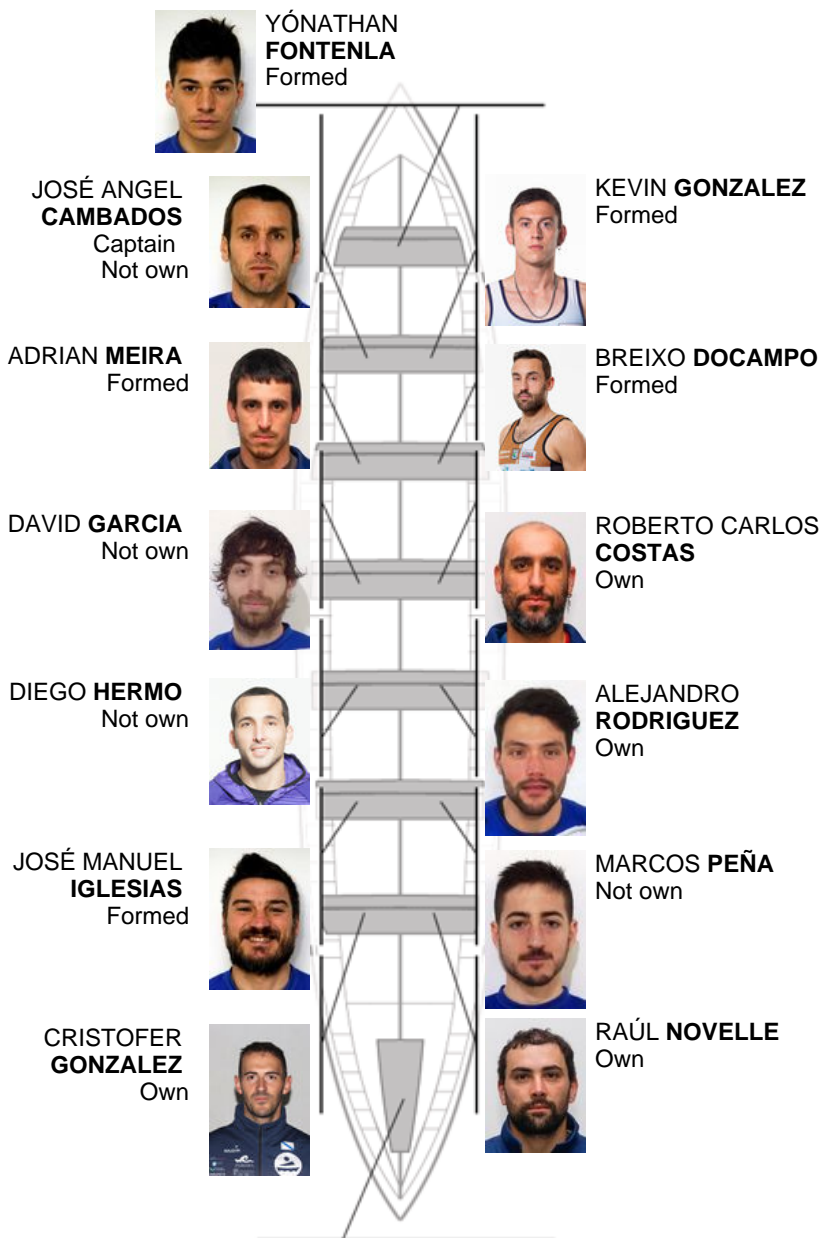 YÓNATHAN
FONTENLA
Formed
JOSÉ ANGEL
CAMBADOS
Captain
Not own
KEVIN GONZALEZ
Formed
ADRIAN MEIRA
Formed
BREIXO DOCAMPO
Formed
DAVID GARCIA
Not own
ROBERTO CARLOS
COSTAS
Own
DIEGO HERMO
Not own
ALEJANDRO
RODRIGUEZ
Own
JOSÉ MANUEL
IGLESIAS
Formed
MARCOS PEÑA
Not own
CRISTOFER
GONZALEZ
Own
RAÚL NOVELLE
Own